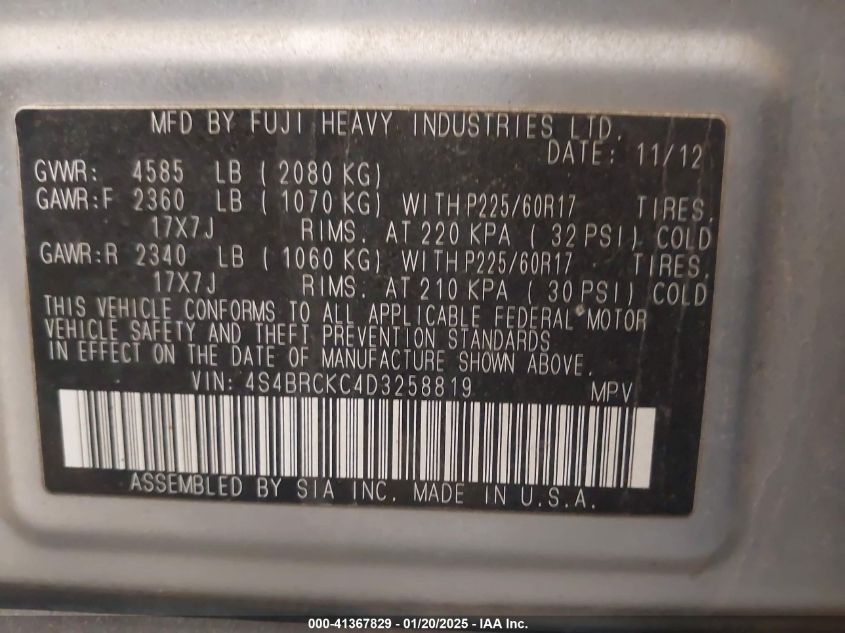 MFD BY FUJI HEAVY INDUSTRIES LTD.
DATE: 11/12
GVWR: 4585 LB ( 2080 KG)
GAWR:F 2360 LB ( 1070 KG) WITH P225/60R17 TIRES,
17X7J RIMS. AT 220 KPA ( 32 PSI) COLD
GAWR:R 2340 LB ( 1060 KG) WITH P225/60R17 TIRES,
17X7J RIMS. AT 210 KPA ( 30 PSI) COLD
THIS VEHICLE CONFORMS TO ALL APPLICABLE FEDERAL MOTOR
VEHICLE SAFETY AND THEFT PREVENTION STANDARDS
IN EFFECT ON THE DATE OF MANUFACTURE SHOWN ABOVE.
VIN: 4S4BRCKC4D3258819 MPV
ASSEMBLED BY SIA INC. MADE IN U.S.A.
000-41367829 - 01/20/2025 - IAA Inc.